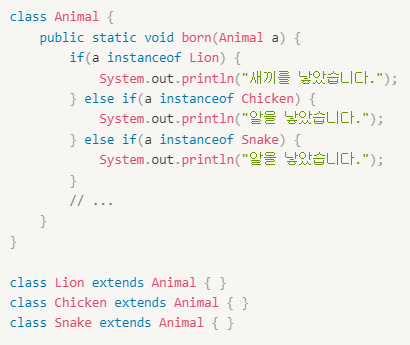 class Animal {
    public static void born(Animal a) {
        if(a instanceof Lion) {
            System.out.println("새끼를 낳았습니다.");
        } else if(a instanceof Chicken) {
            System.out.println("알을 낳았습니다.");
        } else if(a instanceof Snake) {
            System.out.println("알을 낳았습니다.");
        }
        // ...
    }
}

class Lion extends Animal { }
class Chicken extends Animal { }
class Snake extends Animal { }